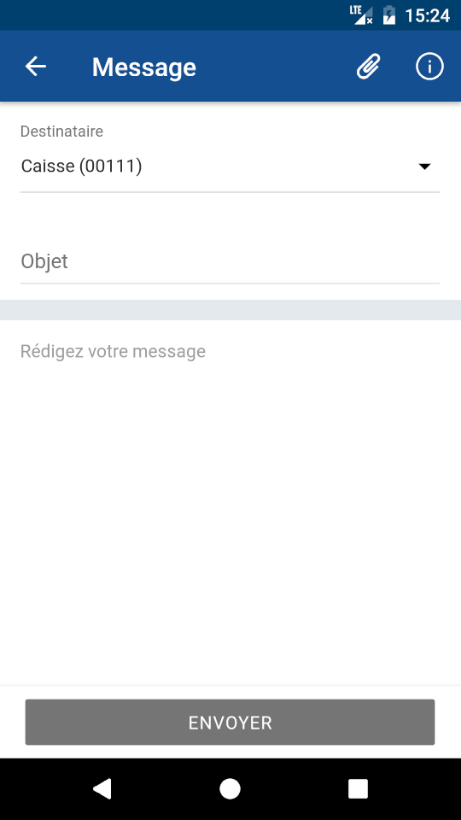 LTE 15:24
Message
Destinataire
Caisse (00111)
Objet
Rédigez votre message
ENVOYER